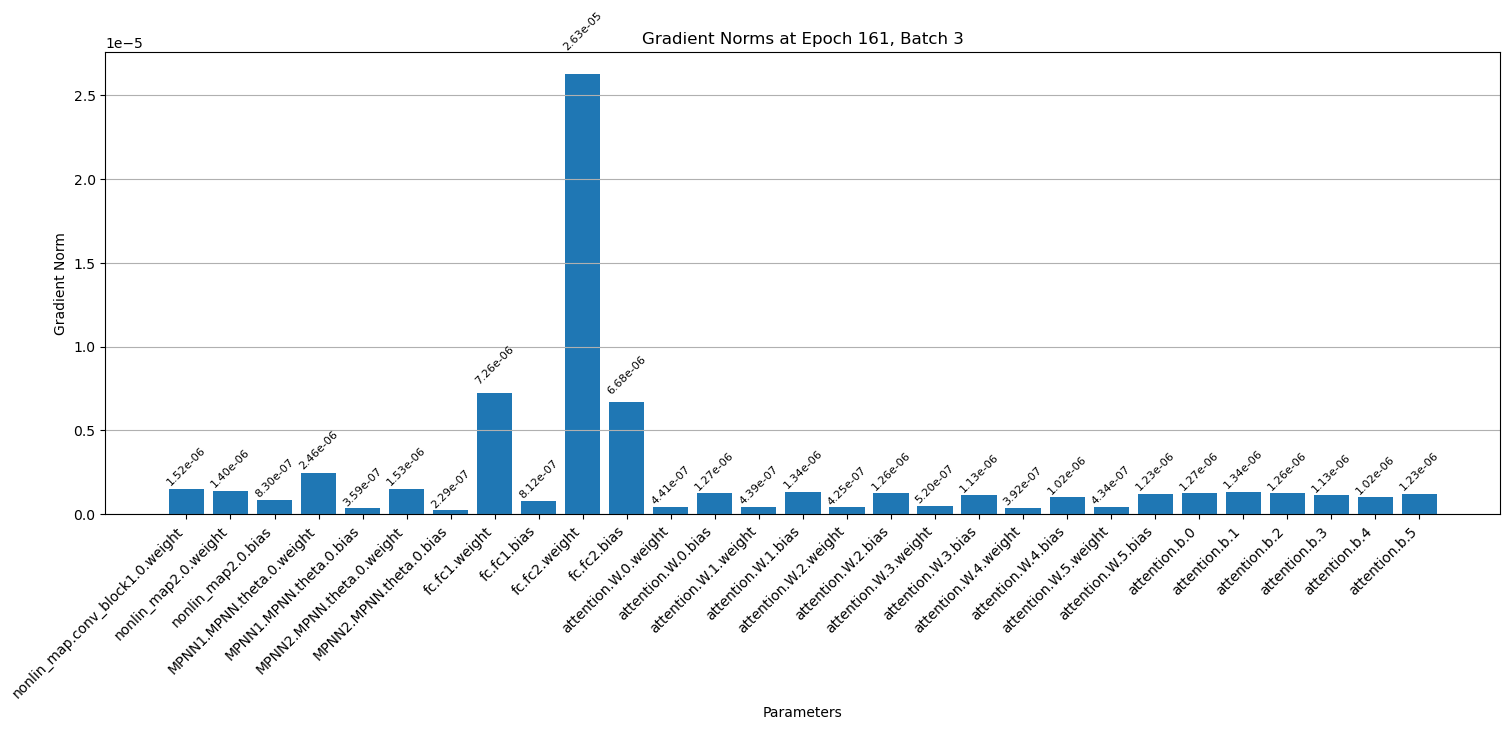 Gradient Norms at Epoch 161, Batch 3
1e−5
2.5
2.0
1.5
1.0
0.5
0.0
Gradient Norm
1.52e-06
1.40e-06
8.30e-07
2.46e-06
3.59e-07
1.53e-06
2.29e-07
7.26e-06
8.12e-07
2.63e-05
6.68e-06
4.41e-07
1.27e-06
4.39e-07
1.34e-06
4.25e-07
1.26e-06
5.20e-07
1.13e-06
3.92e-07
1.02e-06
4.34e-07
1.23e-06
1.27e-06
1.34e-06
1.26e-06
1.13e-06
1.02e-06
1.23e-06
nonlin_map.conv_block1.0.weight
nonlin_map2.0.weight
nonlin_map2.0.bias
MPNN1.MPNN.theta.0.weight
MPNN1.MPNN.theta.0.bias
MPNN2.MPNN.theta.0.weight
MPNN2.MPNN.theta.0.bias
fc.fc1.weight
fc.fc1.bias
fc.fc2.weight
fc.fc2.bias
attention.W.0.weight
attention.W.0.bias
attention.W.1.weight
attention.W.1.bias
attention.W.2.weight
attention.W.2.bias
attention.W.3.weight
attention.W.3.bias
attention.W.4.weight
attention.W.4.bias
attention.W.5.weight
attention.W.5.bias
attention.b.0
attention.b.1
attention.b.2
attention.b.3
attention.b.4
attention.b.5
Parameters